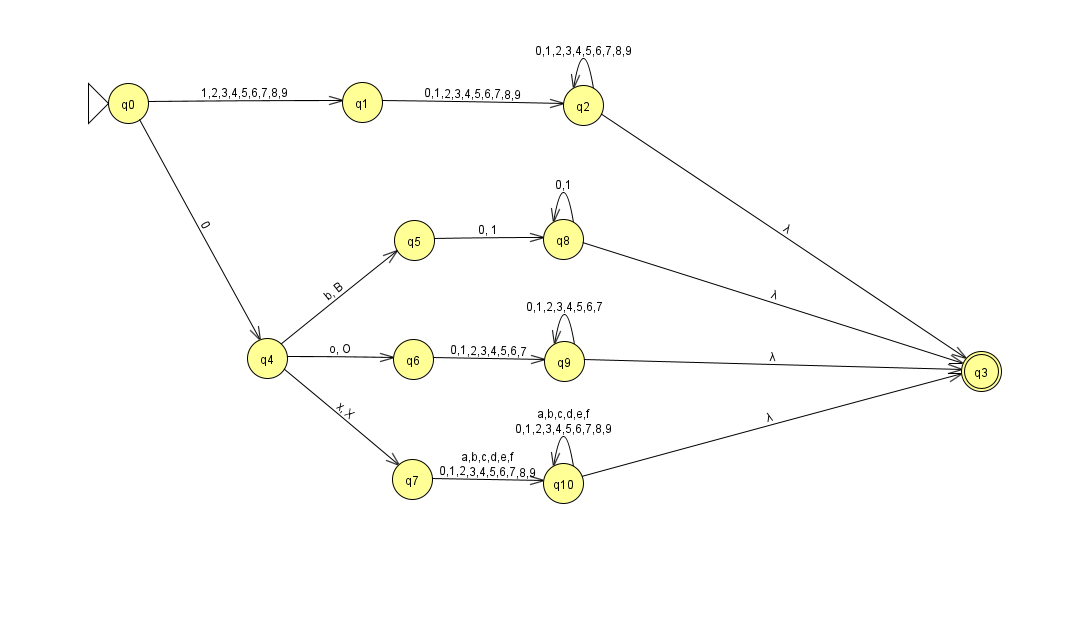 0,1,2,3,4,5,6,7,8,9
q0
1,2,3,4,5,6,7,8,9
q1
0,1,2,3,4,5,6,7,8,9
q2
0,1
0
λ
q5
0, 1
q8
b, B
λ
0,1,2,3,4,5,6,7
q4
o, O
q6
0,1,2,3,4,5,6,7
q9
λ
q3
x, X
a,b,c,d,e,f
0,1,2,3,4,5,6,7,8,9
λ
q7
a,b,c,d,e,f
0,1,2,3,4,5,6,7,8,9
q10